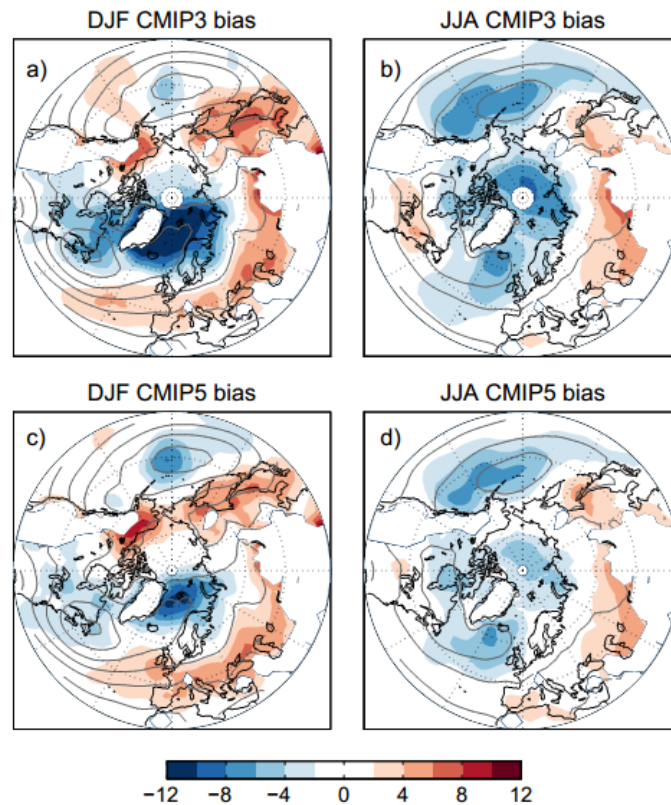 DJF CMIP3 bias
JJA CMIP3 bias
a)
b)
DJF CMIP5 bias
JJA CMIP5 bias
c)
d)
−12 −8 −4 0 4 8 12